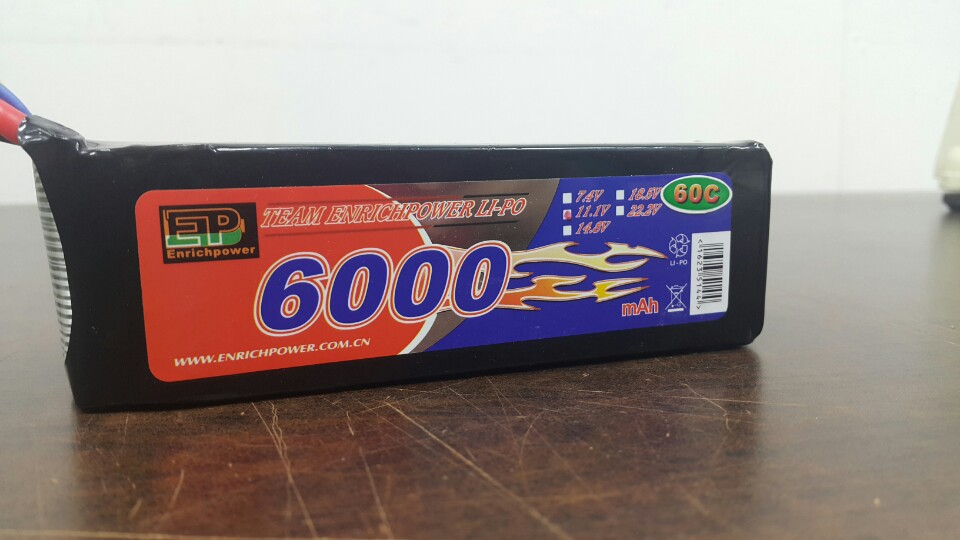 EP
Enrichpower
TEAM ENRICHPOWER LI-PO
6000
mAh
WWW.ENRICHPOWER.COM.CN
7.4V
11.1V
14.8V
18.5V
22.2V
60C
LI-PO